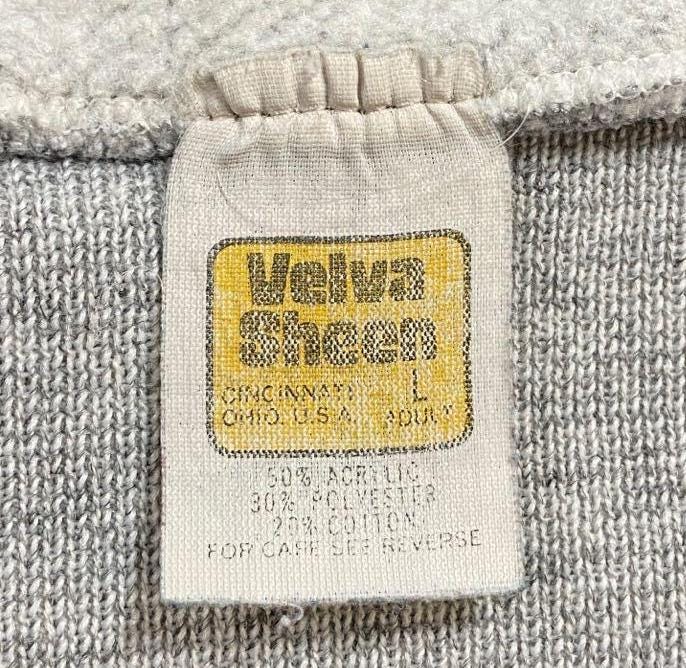 Velva
Sheen
CINCINNATI L
OHIO, U.S.A. ADULT
50% ACRYLIC
30% POLYESTER
20% COTTON
FOR CARE SEE REVERSE